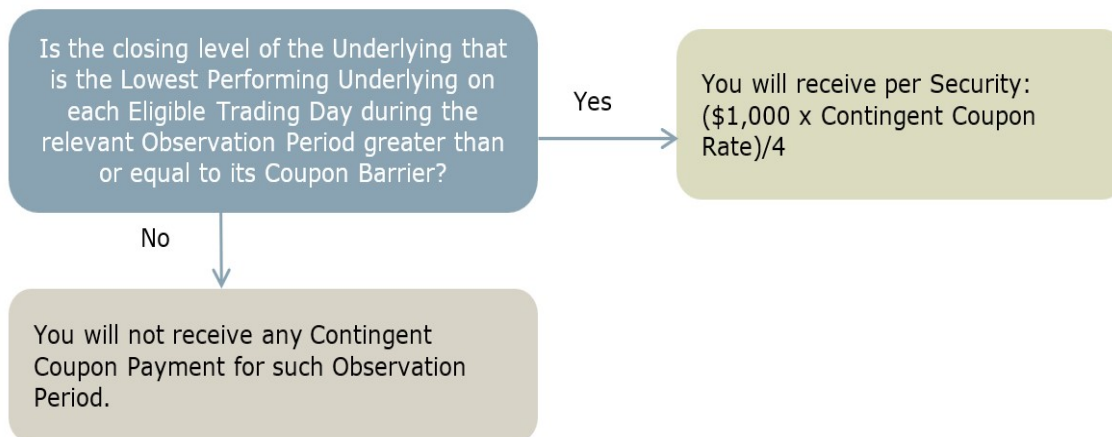 Is the closing level of the Underlying that
is the Lowest Performing Underlying on
each Eligible Trading Day during the
relevant Observation Period greater than
or equal to its Coupon Barrier?
Yes
You will receive per Security:
($1,000 x Contingent Coupon
Rate)/4
No
You will not receive any Contingent
Coupon Payment for such Observation
Period.